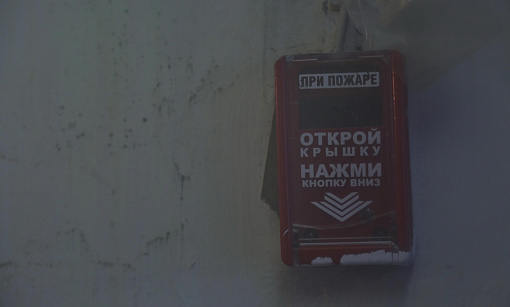 ПРИ ПОЖАРЕ
ОТКРОЙ
КРЫШКУ
НАЖМИ
КНОПКУ ВНИЗ